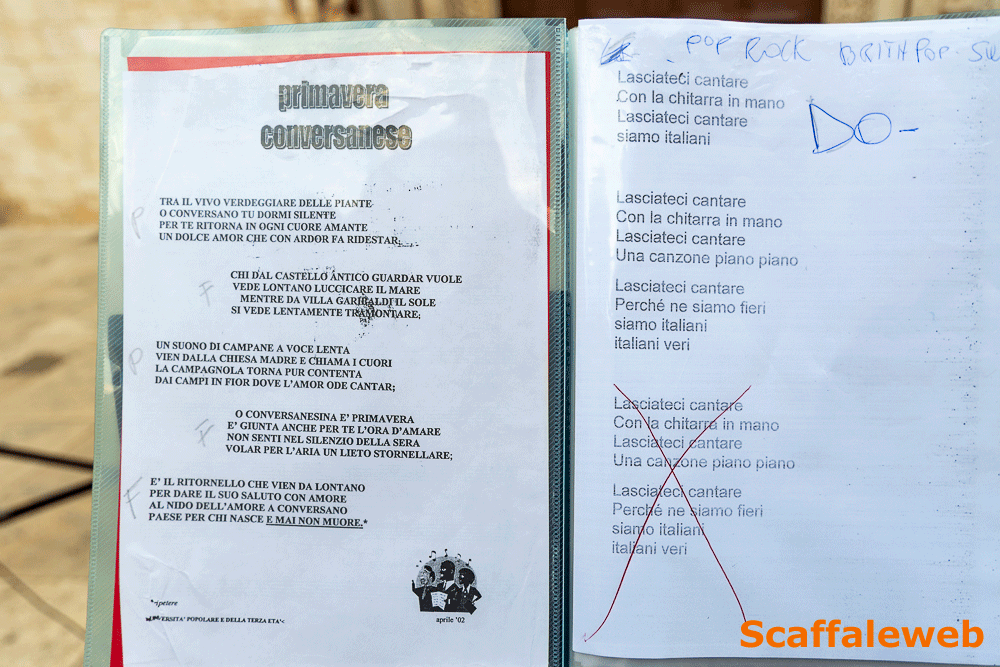 primavera
conversanese
P
TRA IL VIVO VERDEGGIARE DELLE PIANTE
O CONVERSANO TU DORMI SILENTE
PER TE RITORNA IN OGNI CUORE AMANTE
UN DOLCE AMOR CHE CON ARDOR FA RIDESTAR;
F
CHI DAL CASTELLO ANTICO GUARDAR VUOLE
VEDE LONTANO LUCCICARE IL MARE
MENTRE DA VILLA GARIBALDI IL SOLE
SI VEDE LENTAMENTE TRAMONTARE;
P
UN SUONO DI CAMPANE A VOCE LENTA
VIEN DALLA CHIESA MADRE E CHIAMA I CUORI
LA CAMPAGNOLA TORNA PUR CONTENTA
DAI CAMPI IN FIOR DOVE L'AMOR ODE CANTAR;
F
O CONVERSANESINA E' PRIMAVERA
E' GIUNTA ANCHE PER TE L'ORA D'AMARE
NON SENTI NEL SILENZIO DELLA SERA
VOLAR PER L'ARIA UN LIETO STORNELLARE;
F
E' IL RITORNELLO CHE VIEN DA LONTANO
PER DARE IL SUO SALUTO CON AMORE
AL NIDO DELL'AMORE A CONVERSANO
PAESE PER CHI NASCE E MAI NON MUORE.*
POPOLARE E DELLA TERZA ETA'
aprile '02
POP ROCK BRITHPOP
Lasciateci cantare
Con la chitarra in mano
Lasciateci cantare
siamo italiani
DO-
Lasciateci cantare
Con la chitarra in mano
Lasciateci cantare
Una canzone piano piano
Lasciateci cantare
Perché ne siamo fieri
siamo italiani
italiani veri
Lasciateci cantare
Con la chitarra in mano
Lasciateci cantare
Una canzone piano piano
Lasciateci cantare
Perché ne siamo fieri
siamo italiani
italiani veri
Scaffaleweb